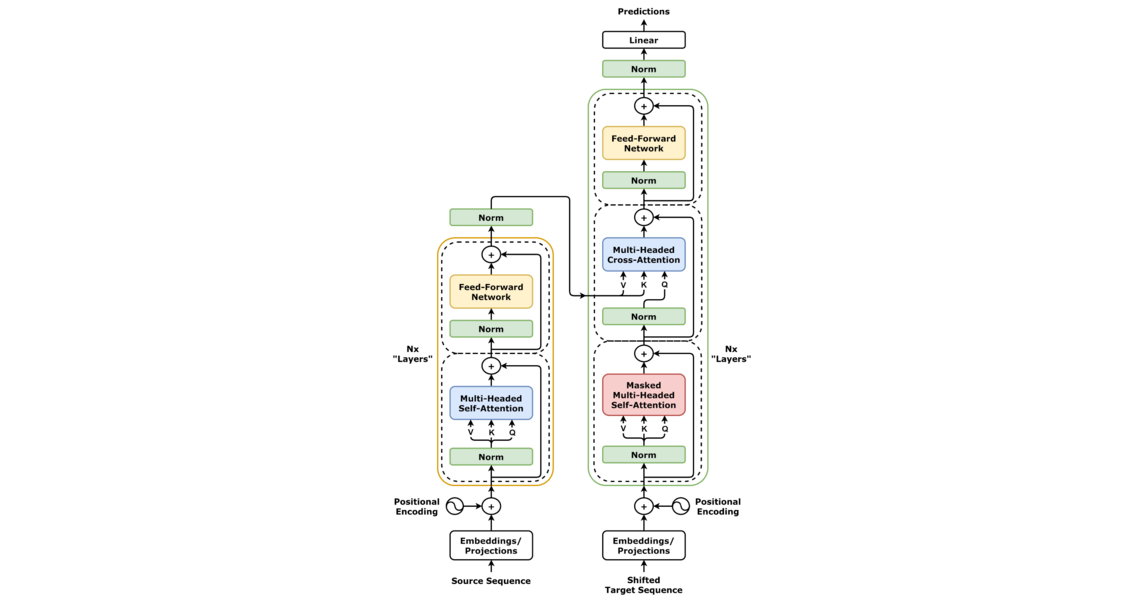 Predictions
Linear
Norm
+
Feed-Forward
Network
Norm
+
Multi-Headed
Cross-Attention
V K Q
Norm
+
Masked
Multi-Headed
Self-Attention
V K Q
Norm
Nx
"Layers"
+
Positional
Encoding
Embeddings/
Projections
Shifted
Target Sequence
Norm
+
Feed-Forward
Network
Norm
+
Multi-Headed
Self-Attention
V K Q
Norm
Nx
"Layers"
Positional
Encoding
+
Embeddings/
Projections
Source Sequence